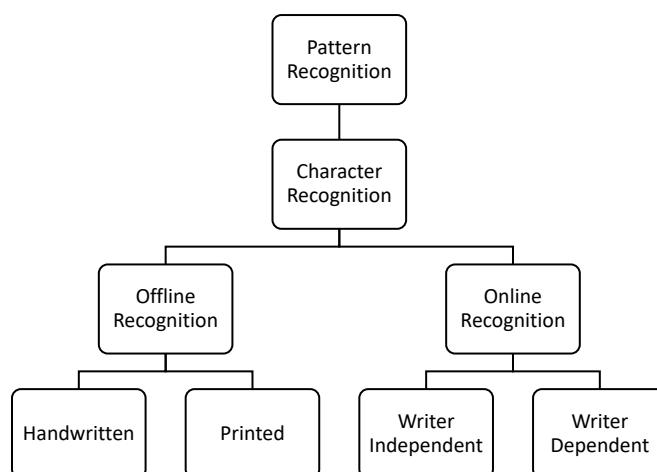 Pattern
Recognition
Character
Recognition
Offline
Recognition
Online
Recognition
Handwritten
Printed
Writer
Independent
Writer
Dependent